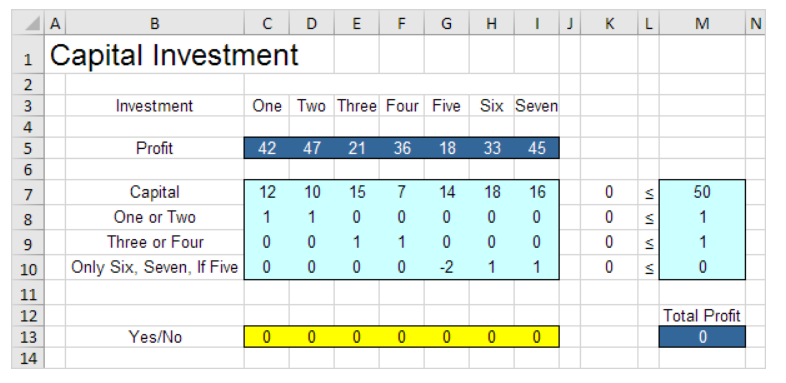 A B C D E F G H I J K L M N
1 Capital Investment
2
3 Investment One Two Three Four Five Six Seven
4
5 Profit 42 47 21 36 18 33 45
6
7 Capital 12 10 15 7 14 18 16 0 ≤ 50
8 One or Two 1 1 0 0 0 0 0 0 ≤ 1
9 Three or Four 0 0 1 1 0 0 0 0 ≤ 1
10 Only Six, Seven, If Five 0 0 0 0 -2 1 1 0 ≤ 0
11
12 Total Profit
13 Yes/No 0 0 0 0 0 0 0 0
14